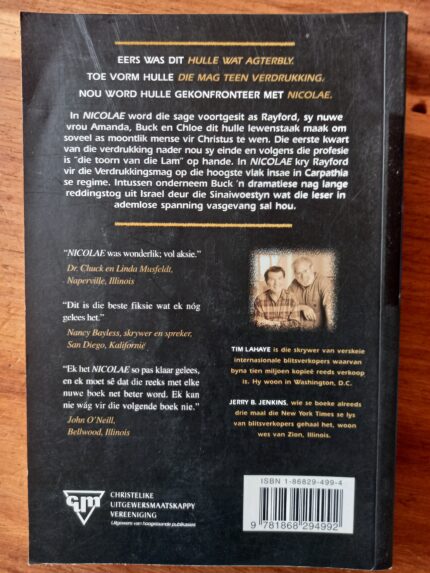 EERS WAS DIT HULLE WAT AGTERBLY.
TOE VORM HULLE DIE MAG TEEN VERDRUKKING.
NOU WORD HULLE GEKONFRONTEER MET NICOLAE.
In NICOLAE word die sage voortgesit as Rayford, sy nuwe
vrou Amanda, Buck en Chloe dit hulle lewenstaak maak om
soveel as moontlik mense vir Christus te wen. Die eerste kwart
van die verdrukking nader nou sy einde en volgens die profesie
is "die toorn van die Lam" op hande. In NICOLAE kry Rayford
vir die Verdrukkingsmag op die hoogste vlak insae in Carpathia
se regime. Intussen onderneem Buck 'n dramatiese nag lange
reddingstog uit Israel deur die Sinaiwoestyn wat die leser in
ademlose spanning vasgevang sal hou.
"NICOLAE was wonderlik; vol aksie."
Dr. Chuck en Linda Musfeldt,
Naperville, Illinois
"Dit is die beste fiksie wat ek nóg
gelees het."
Nancy Bayless, skrywer en spreker,
San Diego, Kalifornië
"Ek het NICOLAE so pas klaar gelees,
en ek moet sê dat die reeks met elke
nuwe boek net beter word. Ek kan
nie wág vir die volgende boek nie."
John O'Neill,
Bellwood, Illinois
TIM LAHAYE is die skrywer van verskeie
internasionale blitsverkopers waarvan
byna tien miljoen kopieë reeds verkoop
is. Hy woon in Washington, D.C.
JERRY B. JENKINS, wie se boeke alreeds
drie maal die New York Times se lys
van blitsverkopers gehaal het, woon
wes van Zion, Illinois.
CUM
CHRISTELIKE
UITGEWERSMAATSKAPPY
VERENIGING
Uitgewers van hoogstaande publikasies
ISBN 1-86829-499-4
9 781868 294992